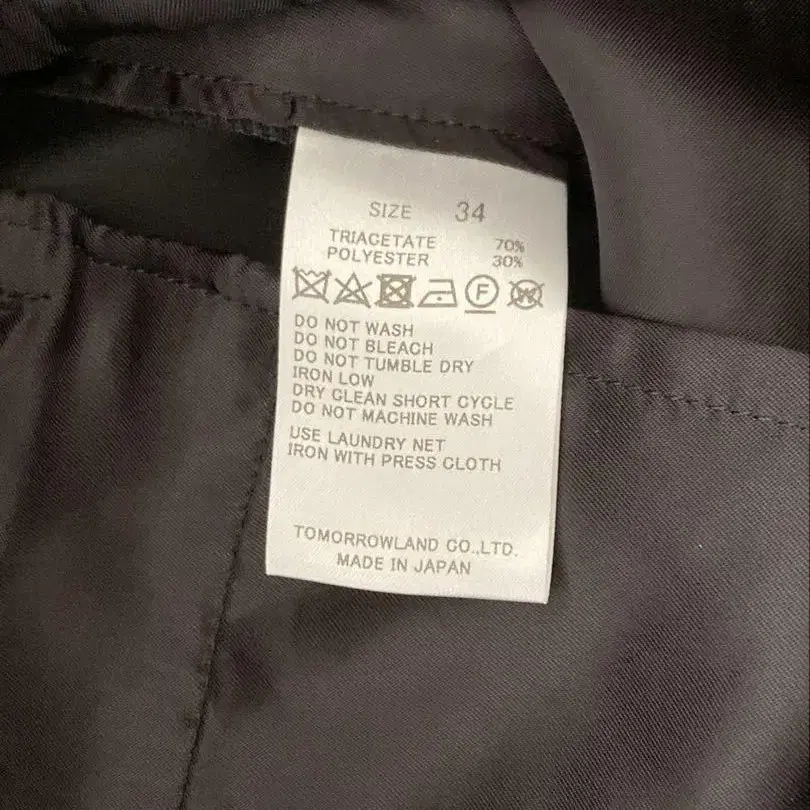 SIZE 34
TRIACETATE 70%
POLYESTER 30%
F W
DO NOT WASH
DO NOT BLEACH
DO NOT TUMBLE DRY
IRON LOW
DRY CLEAN SHORT CYCLE
DO NOT MACHINE WASH
USE LAUNDRY NET
IRON WITH PRESS CLOTH
TOMORROWLAND CO.,LTD.
MADE IN JAPAN